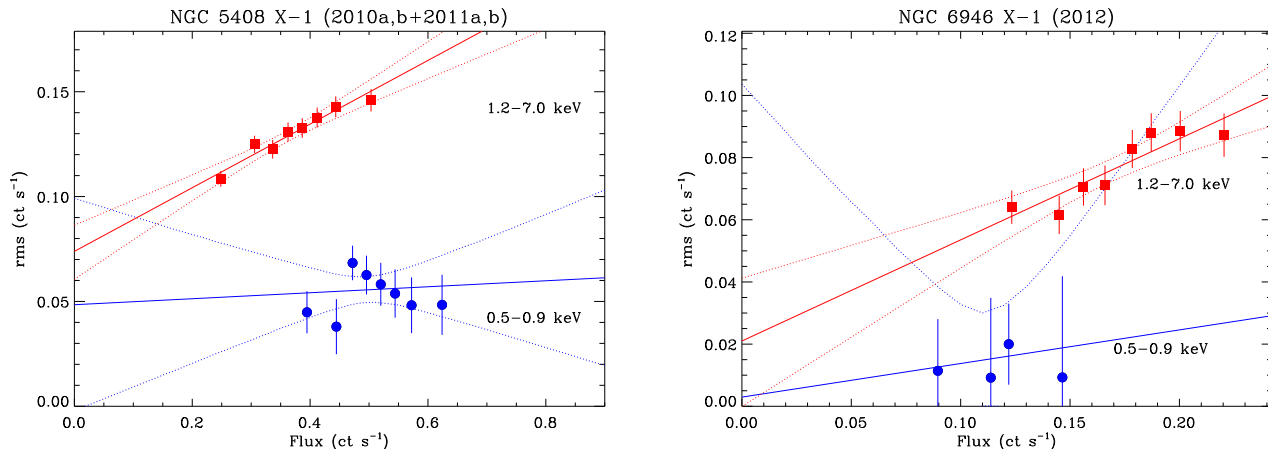 NGC 5408 X−1 (2010a,b+2011a,b)
rms (ct s⁻¹)
0.15
0.10
0.05
0.00
1.2−7.0 keV
0.5−0.9 keV
0.0 0.2 0.4 0.6 0.8
Flux (ct s⁻¹)
NGC 6946 X−1 (2012)
rms (ct s⁻¹)
0.12
0.10
0.08
0.06
0.04
0.02
0.00
1.2−7.0 keV
0.5−0.9 keV
0.00 0.05 0.10 0.15 0.20
Flux (ct s⁻¹)